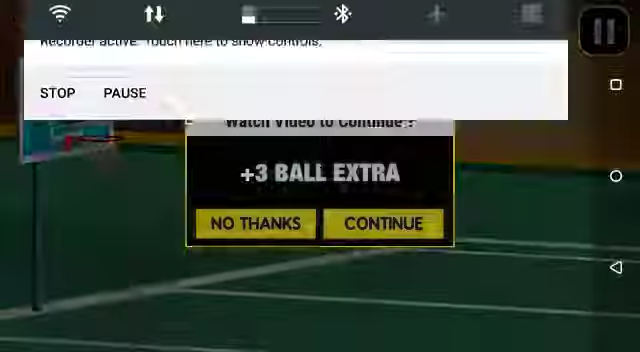 Recorder active. Touch here to show controls.
STOP PAUSE
Watch Video to Continue ?
+3 BALL EXTRA
NO THANKS CONTINUE